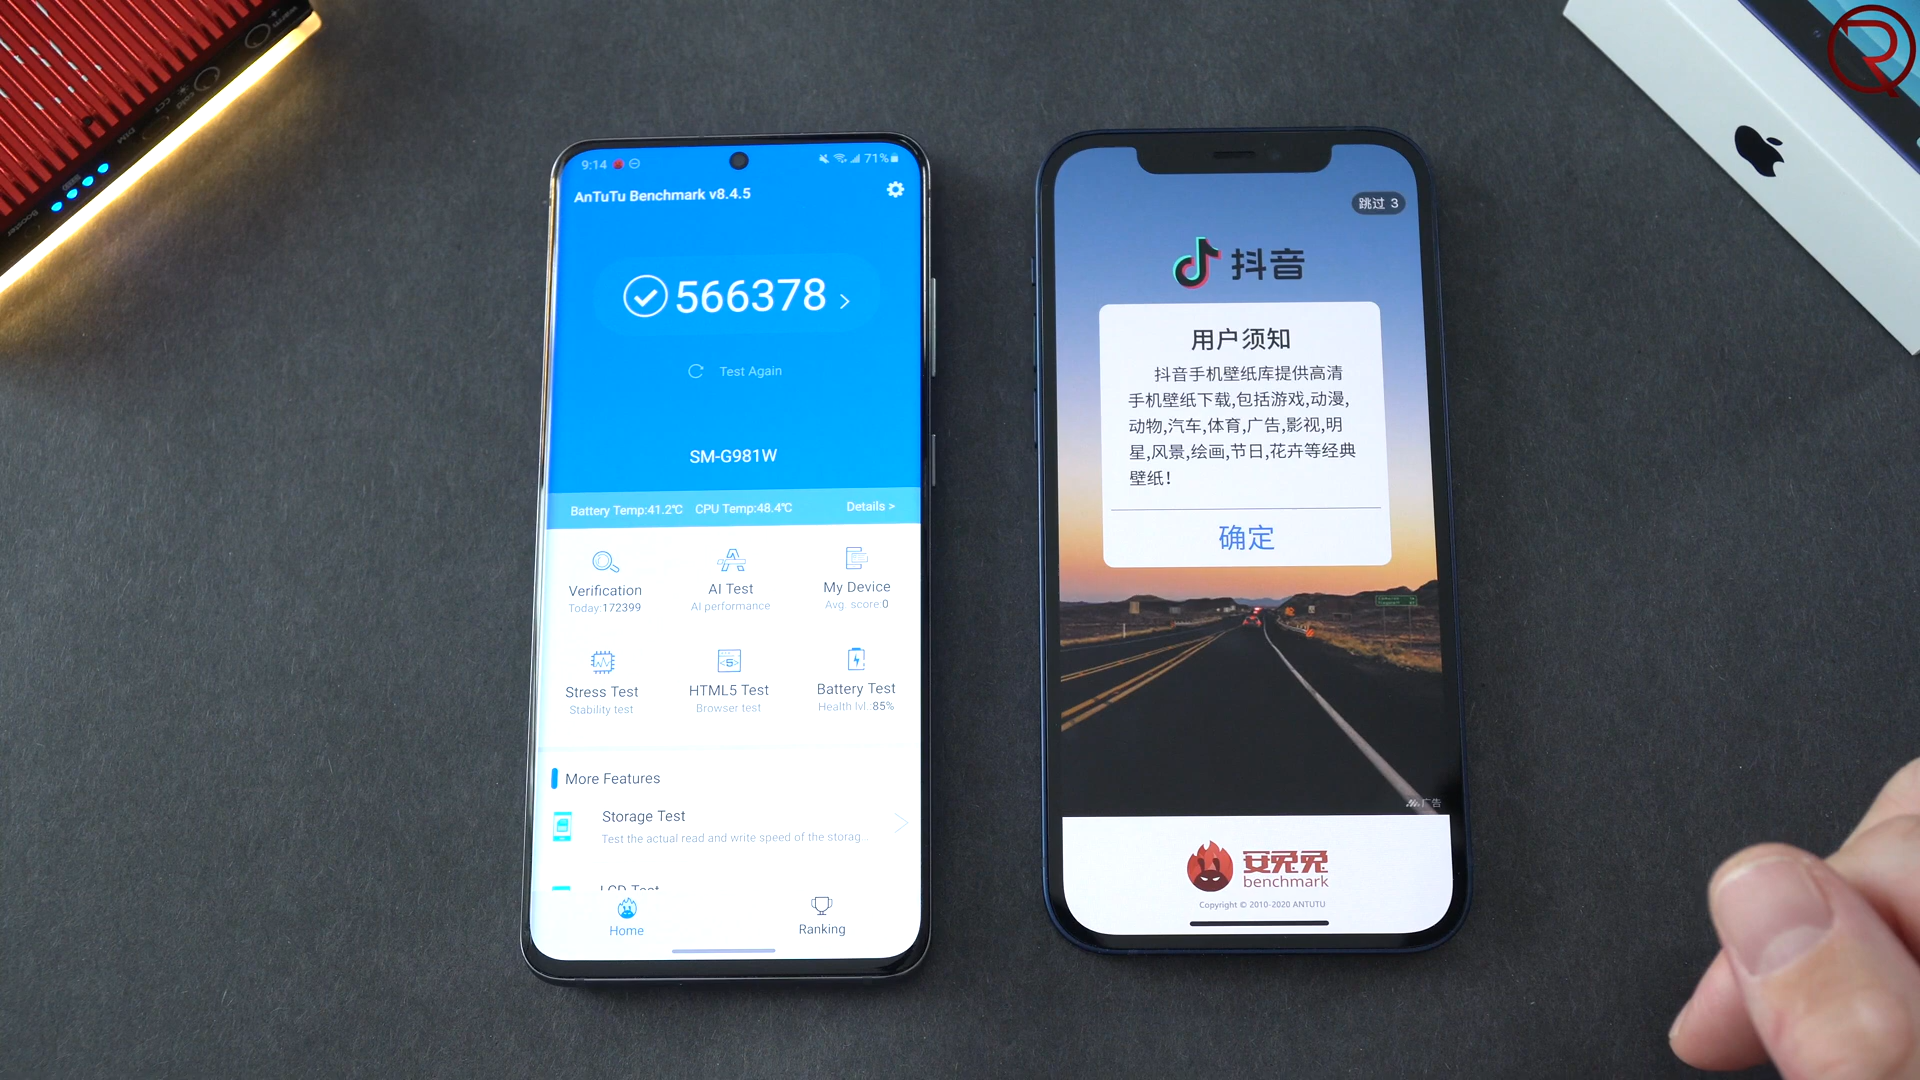 9:14
71%
AnTuTu Benchmark v8.4.5
566378
Test Again
SM-G981W
Battery Temp:41.2℃ CPU Temp:48.4℃ Details >
Verification
Today:172399
AI Test
AI performance
My Device
Avg. score:0
Stress Test
Stability test
HTML5 Test
Browser test
Battery Test
Health lvl.:85%
More Features
Storage Test
Test the actual read and write speed of the storag...
LCD Test
Home
Ranking
跳过 3
抖音
用户须知
抖音手机壁纸库提供高清
手机壁纸下载,包括游戏,动漫,
动物,汽车,体育,广告,影视,明
星,风景,绘画,节日,花卉等经典
壁纸!
确定
广告
安兔兔
benchmark
Copyright © 2010-2020 ANTUTU
Booster
DIM
CCT